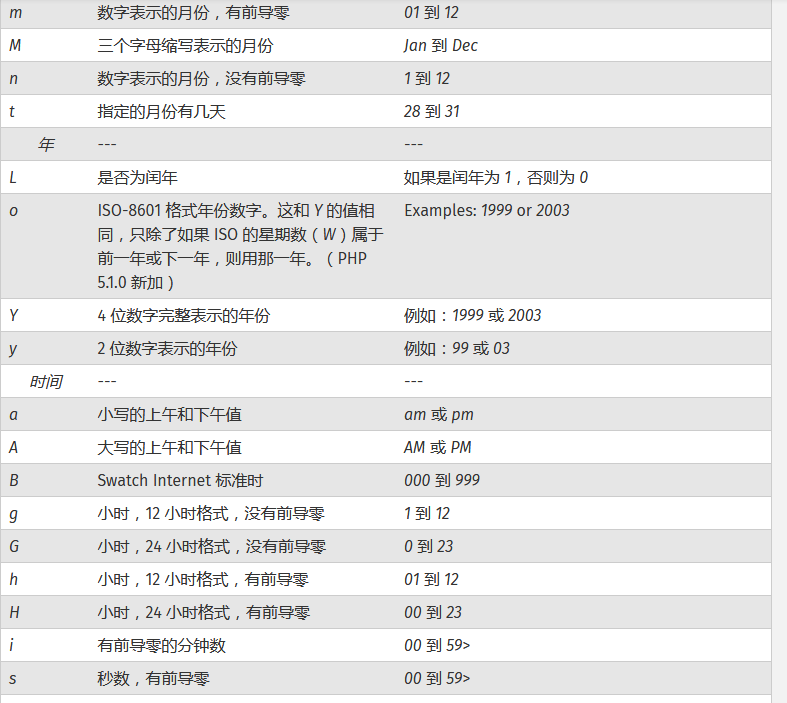 m 数字表示的月份，有前导零 01 到 12
M 三个字母缩写表示的月份 Jan 到 Dec
n 数字表示的月份，没有前导零 1 到 12
t 指定的月份有几天 28 到 31
年 --- ---
L 是否为闰年 如果是闰年为 1，否则为 0
o ISO-8601 格式年份数字。这和 Y 的值相 Examples: 1999 or 2003
同，只除了如果 ISO 的星期数（W）属于
前一年或下一年，则用那一年。（PHP
5.1.0 新加）
Y 4 位数字完整表示的年份 例如：1999 或 2003
y 2 位数字表示的年份 例如：99 或 03
时间 --- ---
a 小写的上午和下午值 am 或 pm
A 大写的上午和下午值 AM 或 PM
B Swatch Internet 标准时 000 到 999
g 小时，12 小时格式，没有前导零 1 到 12
G 小时，24 小时格式，没有前导零 0 到 23
h 小时，12 小时格式，有前导零 01 到 12
H 小时，24 小时格式，有前导零 00 到 23
i 有前导零的分钟数 00 到 59>
s 秒数，有前导零 00 到 59>